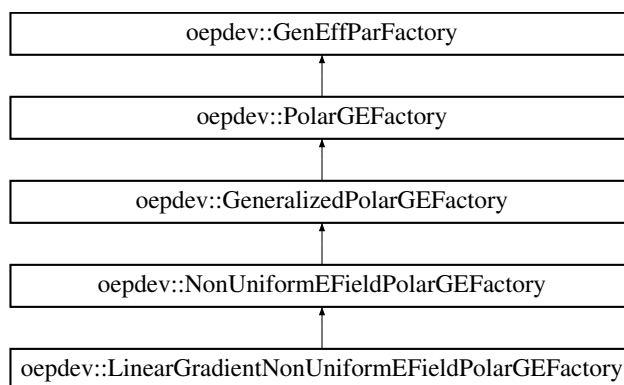 oepdev::GenEffParFactory
oepdev::PolarGEFactory
oepdev::GeneralizedPolarGEFactory
oepdev::NonUniformEFieldPolarGEFactory
oepdev::LinearGradientNonUniformEFieldPolarGEFactory